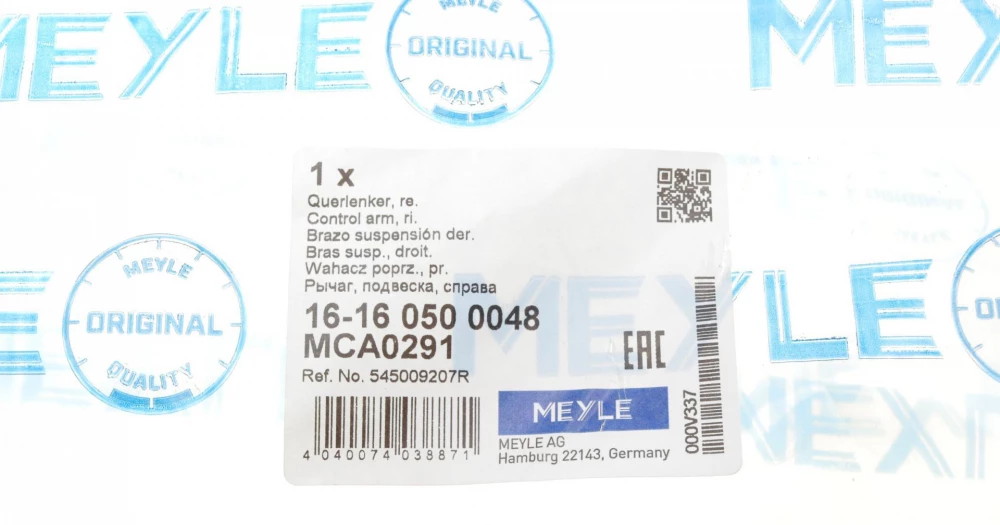 MEYLE
MEYLE
ORIGINAL
QUALITY
MEYLE
1 x
Querlenker, re.
Control arm, ri.
Brazo suspensión der.
Bras susp., droit.
Wahacz poprz., pr.
Рычаг, подвеска, справа
16-16 050 0048
MCA0291
Ref. No. 545009207R
4 040074 038871
EAC
MEYLE
MEYLE AG
Hamburg 22143, Germany
000V337
MEYLE
MEYLE
ORIGINAL
QUALITY